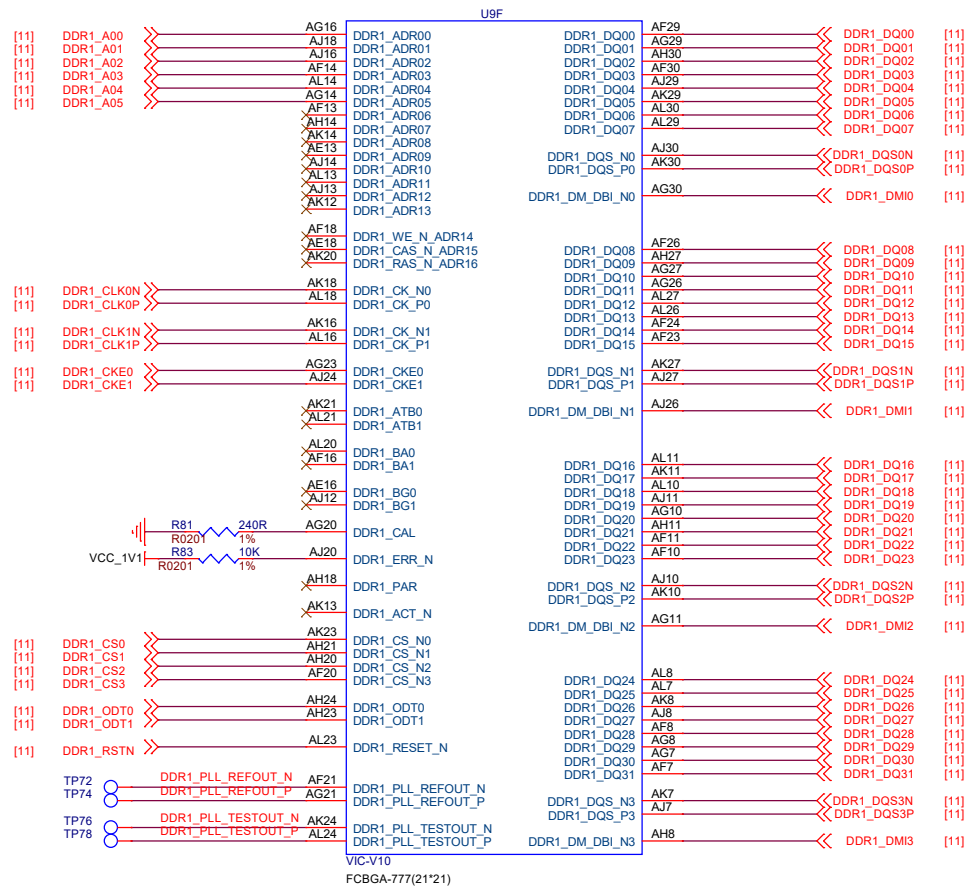 U9F
[11] DDR1_A00 AG16 DDR1_ADR00 DDR1_DQ00 AF29 DDR1_DQ00 [11]
[11] DDR1_A01 AJ18 DDR1_ADR01 DDR1_DQ01 AG29 DDR1_DQ01 [11]
[11] DDR1_A02 AJ16 DDR1_ADR02 DDR1_DQ02 AH30 DDR1_DQ02 [11]
[11] DDR1_A03 AF14 DDR1_ADR03 DDR1_DQ03 AF30 DDR1_DQ03 [11]
[11] DDR1_A04 AL14 DDR1_ADR04 DDR1_DQ04 AJ29 DDR1_DQ04 [11]
[11] DDR1_A05 AG14 DDR1_ADR05 DDR1_DQ05 AK29 DDR1_DQ05 [11]
AF13 DDR1_ADR06 DDR1_DQ06 AL30 DDR1_DQ06 [11]
AH14 DDR1_ADR07 DDR1_DQ07 AL29 DDR1_DQ07 [11]
AK14 DDR1_ADR08
AE13 DDR1_ADR09 DDR1_DQS_N0 AJ30 DDR1_DQS0N [11]
AJ14 DDR1_ADR10 DDR1_DQS_P0 AK30 DDR1_DQS0P [11]
AL13 DDR1_ADR11
AJ13 DDR1_ADR12 DDR1_DM_DBI_N0 AG30 DDR1_DMI0 [11]
AK12 DDR1_ADR13
AF18 DDR1_WE_N_ADR14
AE18 DDR1_CAS_N_ADR15 DDR1_DQ08 AF26 DDR1_DQ08 [11]
AK20 DDR1_RAS_N_ADR16 DDR1_DQ09 AH27 DDR1_DQ09 [11]
DDR1_DQ10 AG27 DDR1_DQ10 [11]
[11] DDR1_CLK0N AK18 DDR1_CK_N0 DDR1_DQ11 AG26 DDR1_DQ11 [11]
[11] DDR1_CLK0P AL18 DDR1_CK_P0 DDR1_DQ12 AL27 DDR1_DQ12 [11]
DDR1_DQ13 AL26 DDR1_DQ13 [11]
[11] DDR1_CLK1N AK16 DDR1_CK_N1 DDR1_DQ14 AF24 DDR1_DQ14 [11]
[11] DDR1_CLK1P AL16 DDR1_CK_P1 DDR1_DQ15 AF23 DDR1_DQ15 [11]
[11] DDR1_CKE0 AG23 DDR1_CKE0 DDR1_DQS_N1 AK27 DDR1_DQS1N [11]
[11] DDR1_CKE1 AJ24 DDR1_CKE1 DDR1_DQS_P1 AJ27 DDR1_DQS1P [11]
AK21 DDR1_ATB0 DDR1_DM_DBI_N1 AJ26 DDR1_DMI1 [11]
AL21 DDR1_ATB1
AL20 DDR1_BA0
AF16 DDR1_BA1 DDR1_DQ16 AL11 DDR1_DQ16 [11]
DDR1_DQ17 AK11 DDR1_DQ17 [11]
AE16 DDR1_BG0 DDR1_DQ18 AL10 DDR1_DQ18 [11]
AJ12 DDR1_BG1 DDR1_DQ19 AJ11 DDR1_DQ19 [11]
DDR1_DQ20 AG10 DDR1_DQ20 [11]
R81 240R AG20 DDR1_CAL DDR1_DQ21 AH11 DDR1_DQ21 [11]
R0201 1% DDR1_DQ22 AF11 DDR1_DQ22 [11]
VCC_1V1 R83 10K AJ20 DDR1_ERR_N DDR1_DQ23 AF10 DDR1_DQ23 [11]
R0201 1%
AH18 DDR1_PAR DDR1_DQS_N2 AJ10 DDR1_DQS2N [11]
DDR1_DQS_P2 AK10 DDR1_DQS2P [11]
AK13 DDR1_ACT_N
DDR1_DM_DBI_N2 AG11 DDR1_DMI2 [11]
[11] DDR1_CS0 AK23 DDR1_CS_N0
[11] DDR1_CS1 AH21 DDR1_CS_N1
[11] DDR1_CS2 AH20 DDR1_CS_N2
[11] DDR1_CS3 AF20 DDR1_CS_N3 DDR1_DQ24 AL8 DDR1_DQ24 [11]
DDR1_DQ25 AL7 DDR1_DQ25 [11]
[11] DDR1_ODT0 AH24 DDR1_ODT0 DDR1_DQ26 AK8 DDR1_DQ26 [11]
[11] DDR1_ODT1 AH23 DDR1_ODT1 DDR1_DQ27 AJ8 DDR1_DQ27 [11]
DDR1_DQ28 AF8 DDR1_DQ28 [11]
[11] DDR1_RSTN AL23 DDR1_RESET_N DDR1_DQ29 AG8 DDR1_DQ29 [11]
DDR1_DQ30 AG7 DDR1_DQ30 [11]
DDR1_DQ31 AF7 DDR1_DQ31 [11]
TP72 DDR1_PLL_REFOUT_N AF21 DDR1_PLL_REFOUT_N
TP74 DDR1_PLL_REFOUT_P AG21 DDR1_PLL_REFOUT_P DDR1_DQS_N3 AK7 DDR1_DQS3N [11]
DDR1_DQS_P3 AJ7 DDR1_DQS3P [11]
TP76 DDR1_PLL_TESTOUT_N AK24 DDR1_PLL_TESTOUT_N
TP78 DDR1_PLL_TESTOUT_P AL24 DDR1_PLL_TESTOUT_P DDR1_DM_DBI_N3 AH8 DDR1_DMI3 [11]
VIC-V10
FCBGA-777(21*21)